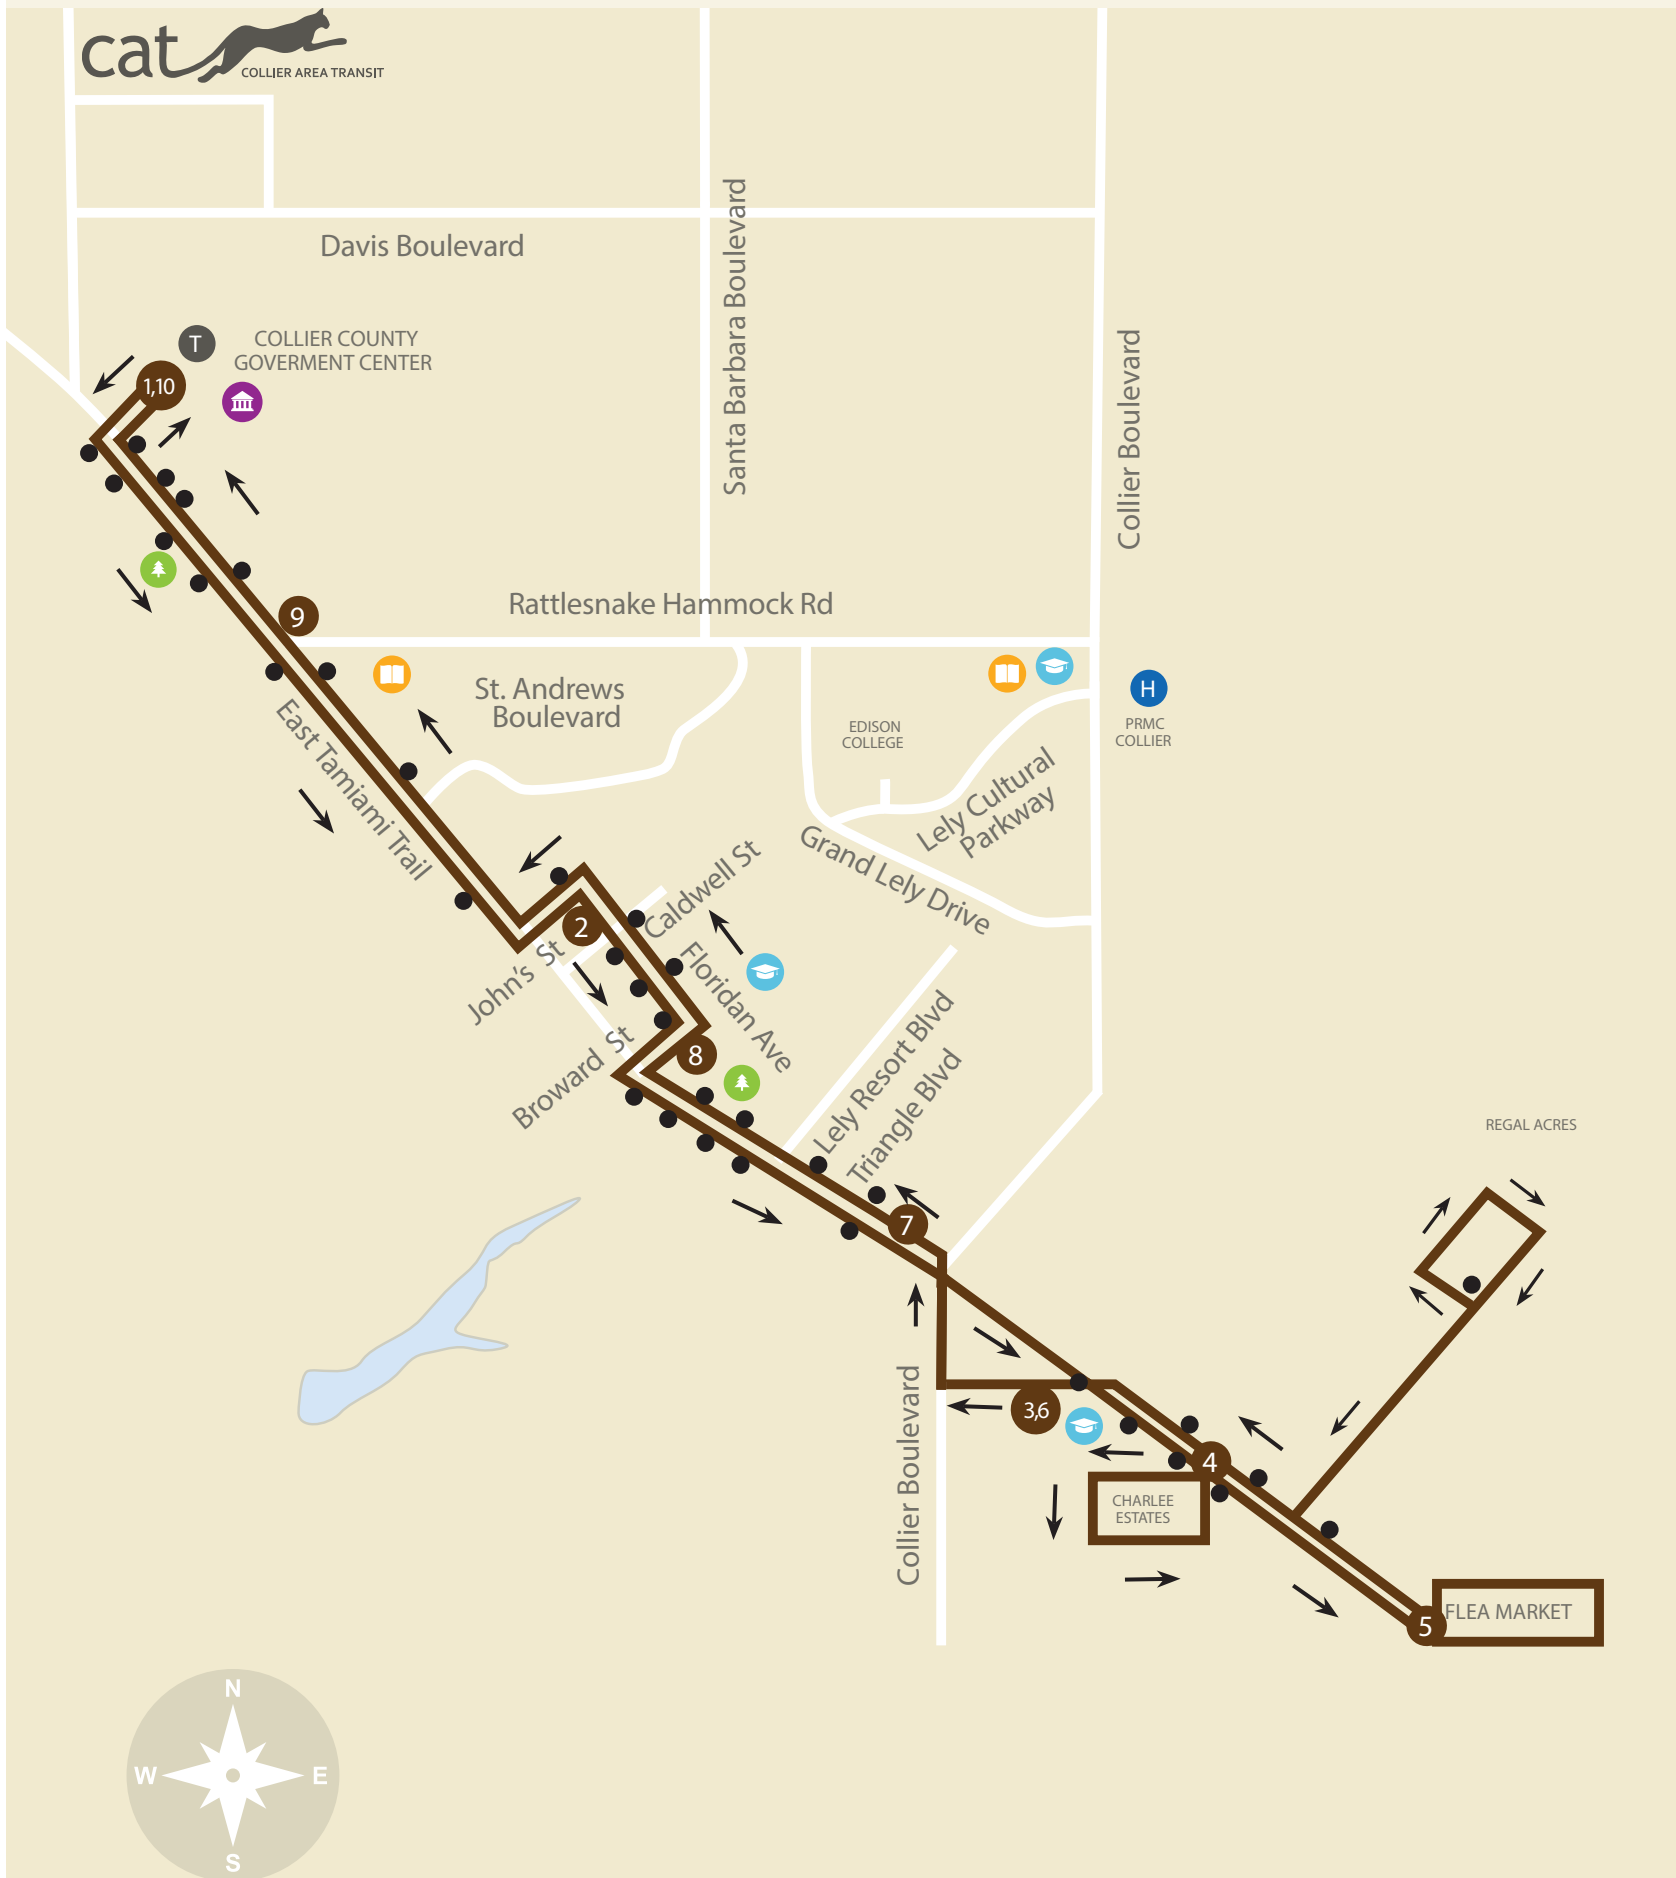 cat
COLLIER AREA TRANSIT
Davis Boulevard
Santa Barbara Boulevard
Collier Boulevard
T
COLLIER COUNTY
GOVERMENT CENTER
1,10
9
Rattlesnake Hammock Rd
St. Andrews
Boulevard
EDISON
COLLEGE
H
PRMC
COLLIER
East Tamiami Trail
Lely Cultural
Parkway
Grand Lely Drive
Caldwell St
2
John's St
Floridan Ave
Broward St
8
Lely Resort Blvd
Triangle Blvd
7
REGAL ACRES
Collier Boulevard
3,6
4
CHARLEE
ESTATES
5
FLEA MARKET
N
W
E
S